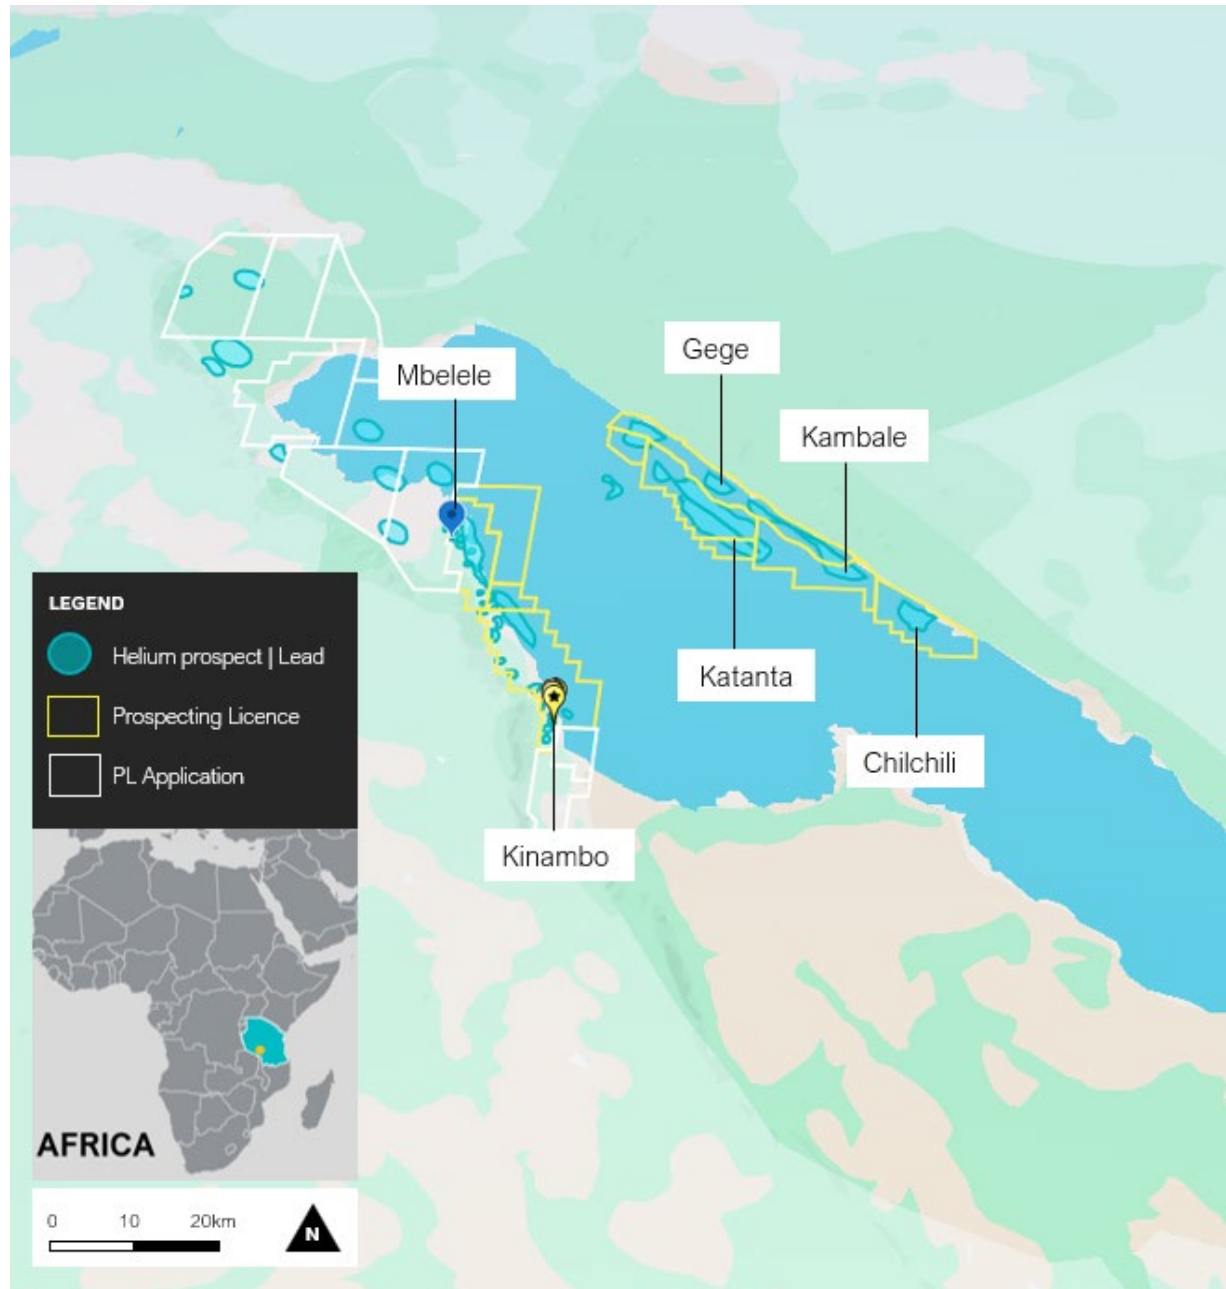 Gege
Mbelele
Kambale
LEGEND
Helium prospect | Lead
Prospecting Licence
PL Application
Katanta
Chilchili
Kinambo
AFRICA
0 10 20km
N